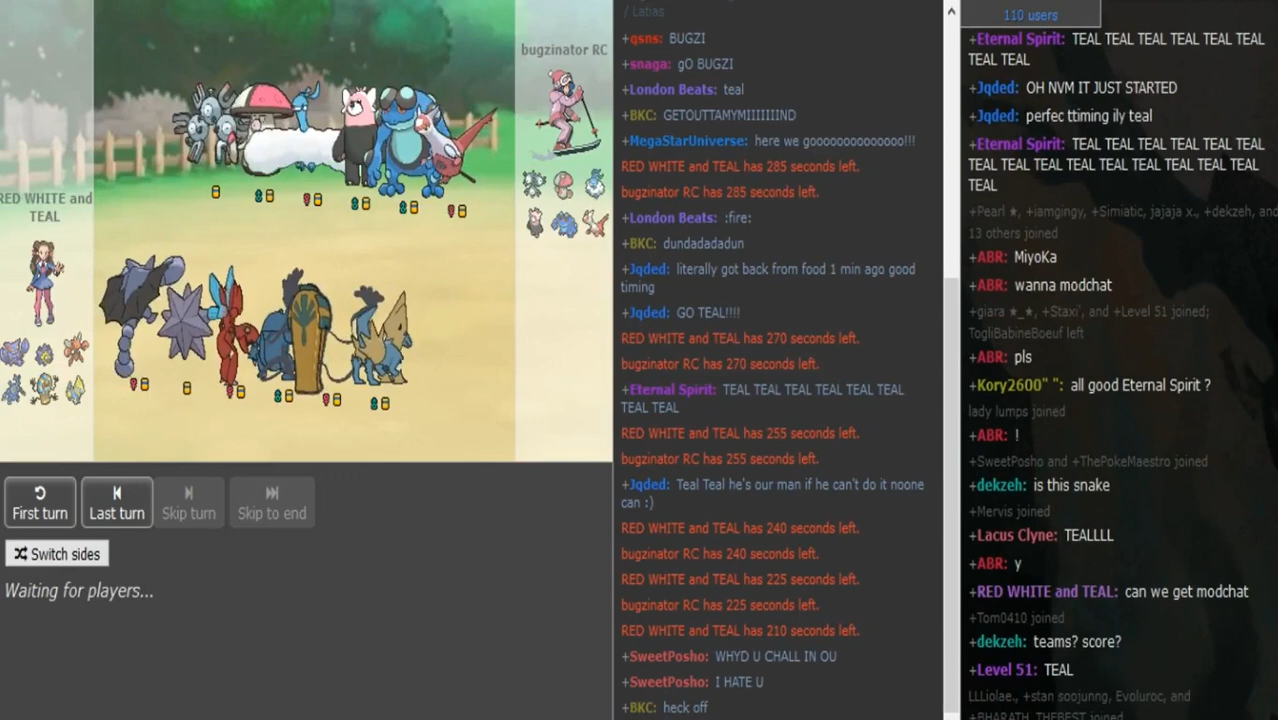 bugzinator RC
RED WHITE and
TEAL
First turn
Last turn
Skip turn
Skip to end
Switch sides
Waiting for players...
/ Latias
+qsns: BUGZI
+snaga: gO BUGZI
+London Beats: teal
+BKC: GETOUTTAMYMIIIIIIIND
+MegaStarUniverse: here we gooooooooooooo!!!
RED WHITE and TEAL has 285 seconds left.
bugzinator RC has 285 seconds left.
+London Beats: :fire:
+BKC: dundadadadun
+Jqded: literally got back from food 1 min ago good
timing
+Jqded: GO TEAL!!!!
RED WHITE and TEAL has 270 seconds left.
bugzinator RC has 270 seconds left.
+Eternal Spirit: TEAL TEAL TEAL TEAL TEAL TEAL
TEAL TEAL
RED WHITE and TEAL has 255 seconds left.
bugzinator RC has 255 seconds left.
+Jqded: Teal Teal he's our man if he can't do it noone
can :)
RED WHITE and TEAL has 240 seconds left.
bugzinator RC has 240 seconds left.
RED WHITE and TEAL has 225 seconds left.
bugzinator RC has 225 seconds left.
RED WHITE and TEAL has 210 seconds left.
+SweetPosho: WHYD U CHALL IN OU
+SweetPosho: I HATE U
+BKC: heck off
110 users
+Eternal Spirit: TEAL TEAL TEAL TEAL TEAL TEAL
TEAL TEAL
+Jqded: OH NVM IT JUST STARTED
+Jqded: perfec ttiming ily teal
+Eternal Spirit: TEAL TEAL TEAL TEAL TEAL TEAL
TEAL TEAL TEAL TEAL TEAL TEAL TEAL TEAL TEAL
TEAL
+Pearl ★, +iamgingy, +Simiatic, jajaja x., +dekzeh, and
13 others joined
+ABR: MiyoKa
+ABR: wanna modchat
+giara ★_★, +Staxi', and +Level 51 joined;
TogliBabineBoeuf left
+ABR: pls
+Kory2600" ": all good Eternal Spirit ?
lady lumps joined
+ABR: !
+SweetPosho and +ThePokeMaestro joined
+dekzeh: is this snake
+Mervis joined
+Lacus Clyne: TEALLLL
+ABR: y
+RED WHITE and TEAL: can we get modchat
+Tom0410 joined
+dekzeh: teams? score?
+Level 51: TEAL
LLLiolae., +stan soojunng, Evoluroc, and
+BHARATH_THEBEST joined